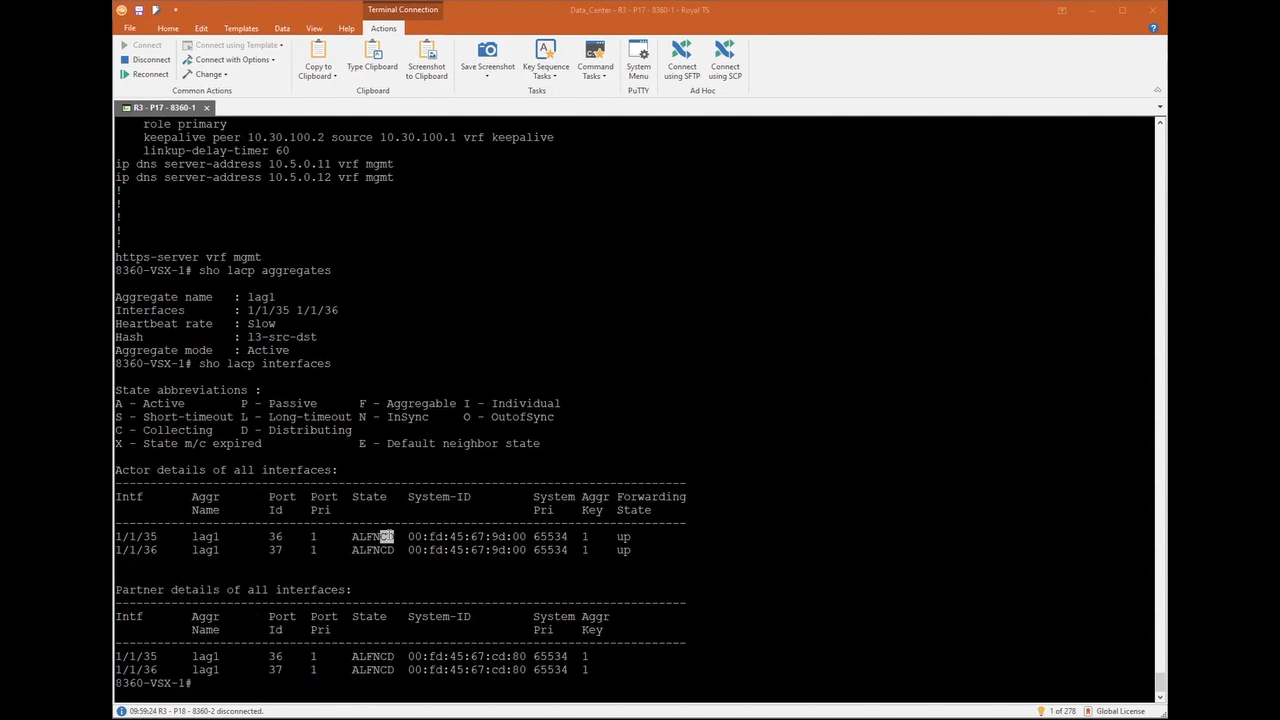 Terminal Connection
Data_Center - R3 - P17 - 8360-1 - Royal TS
File Home Edit Templates Data View Help Actions
Connect Connect using Template
Disconnect Connect with Options
Reconnect Change
Copy to Clipboard Type Clipboard Screenshot to Clipboard Save Screenshot Key Sequence Tasks Command Tasks System Menu Connect using SFTP Connect using SCP
Common Actions Clipboard Tasks PuTTY Ad Hoc
R3 - P17 - 8360-1
role primary
keepalive peer 10.30.100.2 source 10.30.100.1 vrf keepalive
linkup-delay-timer 60
ip dns server-address 10.5.0.11 vrf mgmt
ip dns server-address 10.5.0.12 vrf mgmt
!
!
!
!
!
https-server vrf mgmt
8360-VSX-1# sho lacp aggregates
Aggregate name : lag1
Interfaces : 1/1/35 1/1/36
Heartbeat rate : Slow
Hash : l3-src-dst
Aggregate mode : Active
8360-VSX-1# sho lacp interfaces
State abbreviations :
A - Active P - Passive F - Aggregable I - Individual
S - Short-timeout L - Long-timeout N - InSync O - OutofSync
C - Collecting D - Distributing
X - State m/c expired E - Default neighbor state
Actor details of all interfaces:
----------------------------------------------------------------------------------
Intf Aggr Port Port State System-ID System Aggr Forwarding
Name Id Pri Pri Key State
----------------------------------------------------------------------------------
1/1/35 lag1 36 1 ALFNCD 00:fd:45:67:9d:00 65534 1 up
1/1/36 lag1 37 1 ALFNCD 00:fd:45:67:9d:00 65534 1 up
Partner details of all interfaces:
----------------------------------------------------------------------------------
Intf Aggr Port Port State System-ID System Aggr
Name Id Pri Pri Key
----------------------------------------------------------------------------------
1/1/35 lag1 36 1 ALFNCD 00:fd:45:67:cd:80 65534 1
1/1/36 lag1 37 1 ALFNCD 00:fd:45:67:cd:80 65534 1
8360-VSX-1#
09:59:24 R3 - P18 - 8360-2 disconnected. 1 of 278 Global License